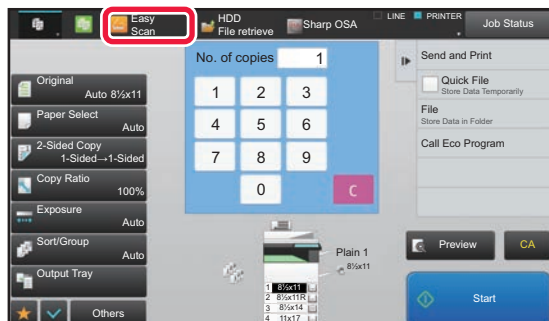 Easy
Scan
HDD
File retrieve
Sharp OSA
LINE
PRINTER
Job Status
No. of copies
1
Send and Print
Original
Auto 8½x11
Quick File
Store Data Temporarily
Paper Select
Auto
File
Store Data in Folder
2-Sided Copy
1-Sided→1-Sided
Call Eco Program
Copy Ratio
100%
Exposure
Auto
Sort/Group
Auto
Output Tray
Others
1 2 3
4 5 6
7 8 9
0 C
Plain 1
8½x11
1 8½x11
2 8½x11R
3 8½x14
4 11x17
Preview
CA
Start